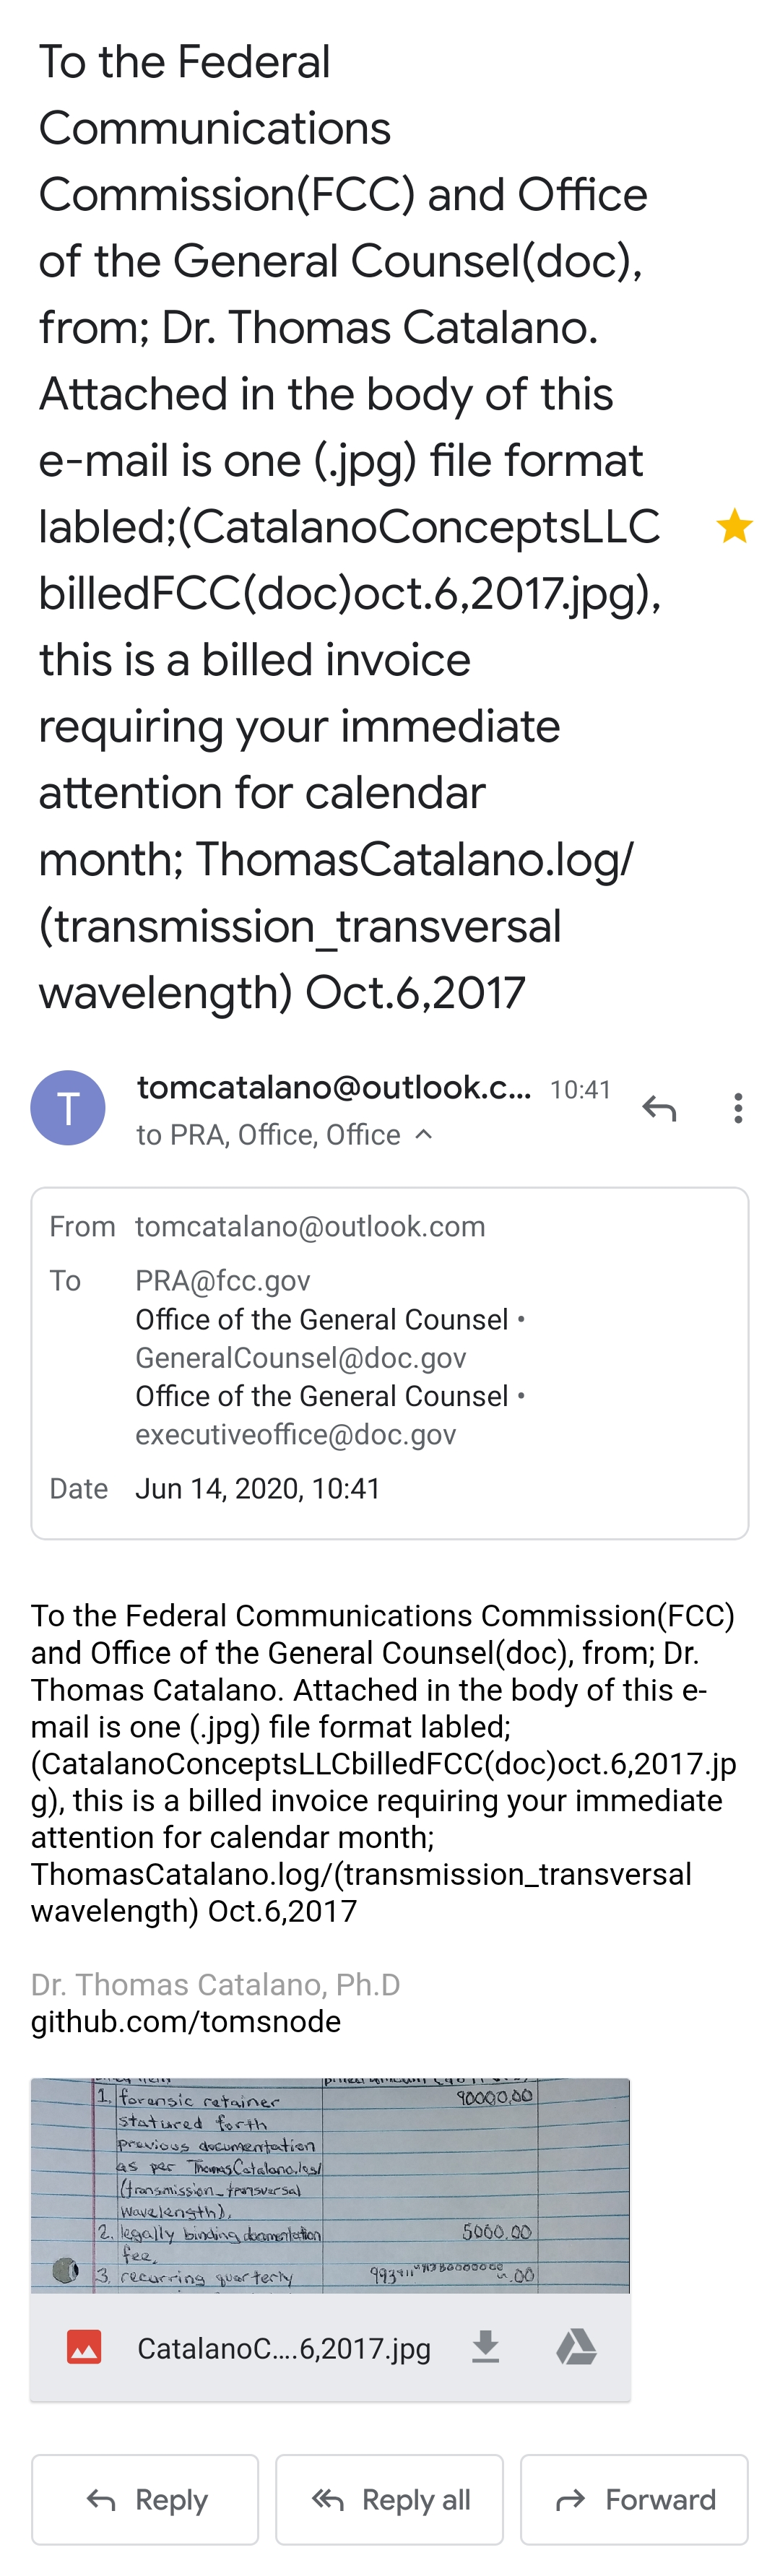 To the Federal
Communications
Commission(FCC) and Office
of the General Counsel(doc),
from; Dr. Thomas Catalano.
Attached in the body of this
e-mail is one (.jpg) file format
labled;(CatalanoConceptsLLC
billedFCC(doc)oct.6,2017.jpg),
this is a billed invoice
requiring your immediate
attention for calendar
month; ThomasCatalano.log/
(transmission_transversal
wavelength) Oct.6,2017
T
tomcatalano@outlook.c... 10:41
to PRA, Office, Office
From tomcatalano@outlook.com
To PRA@fcc.gov
Office of the General Counsel •
GeneralCounsel@doc.gov
Office of the General Counsel •
executiveoffice@doc.gov
Date Jun 14, 2020, 10:41
To the Federal Communications Commission(FCC)
and Office of the General Counsel(doc), from; Dr.
Thomas Catalano. Attached in the body of this e-
mail is one (.jpg) file format labled;
(CatalanoConceptsLLCbilledFCC(doc)oct.6,2017.jp
g), this is a billed invoice requiring your immediate
attention for calendar month;
ThomasCatalano.log/(transmission_transversal
wavelength) Oct.6,2017
Dr. Thomas Catalano, Ph.D
github.com/tomsnode
1. forensic retainer 90000.00
statured forth
previous documentation
as per ThomasCatalano.log/
(transmission_transversal
wavelength),
2. legally binding documentation 5000.00
fee,
3. recurring quarterly
CatalanoC....6,2017.jpg
Reply
Reply all
Forward